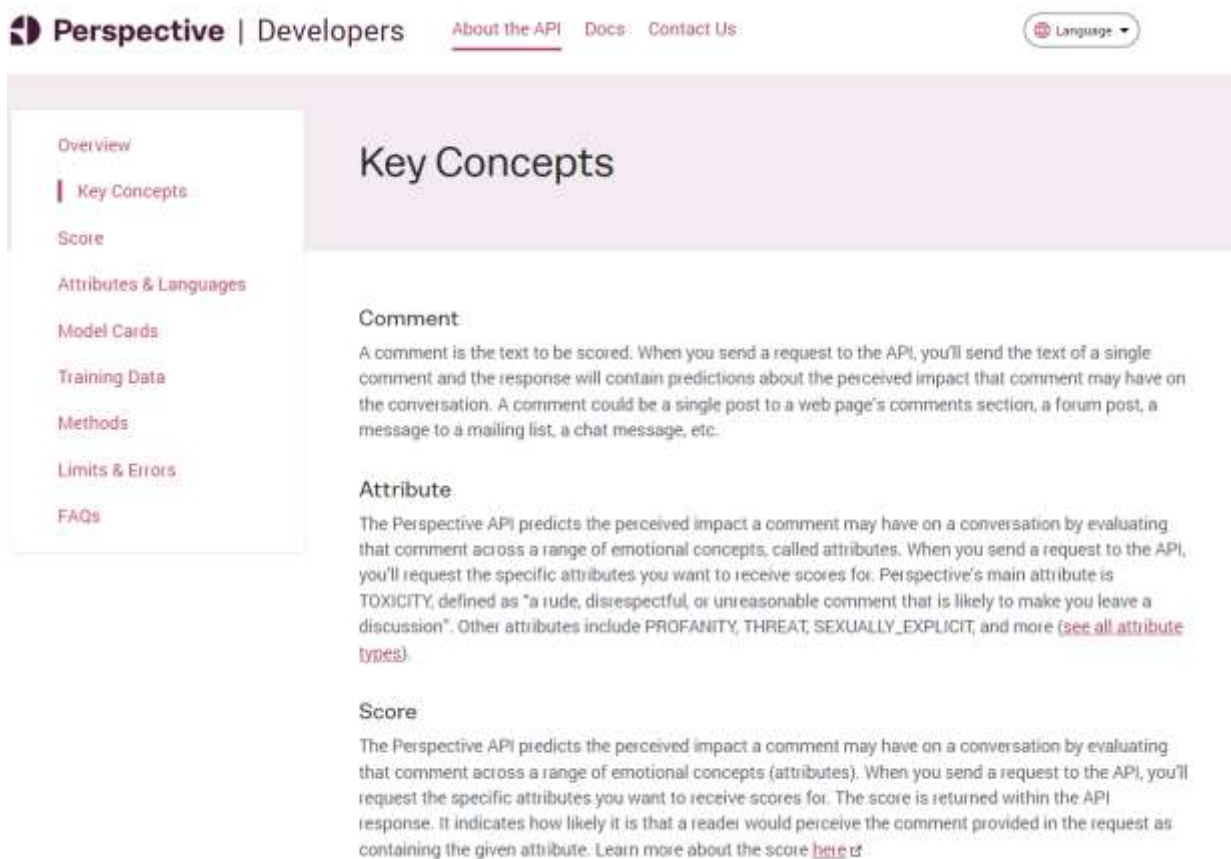 Perspective | Developers About the API Docs Contact Us Language
Overview
Key Concepts
Score
Attributes & Languages
Model Cards
Training Data
Methods
Limits & Errors
FAQs
Key Concepts
Comment
A comment is the text to be scored. When you send a request to the API, you'll send the text of a single
comment and the response will contain predictions about the perceived impact that comment may have on
the conversation. A comment could be a single post to a web page's comments section, a forum post, a
message to a mailing list, a chat message, etc.
Attribute
The Perspective API predicts the perceived impact a comment may have on a conversation by evaluating
that comment across a range of emotional concepts, called attributes. When you send a request to the API,
you'll request the specific attributes you want to receive scores for. Perspective's main attribute is
TOXICITY, defined as "a rude, disrespectful, or unreasonable comment that is likely to make you leave a
discussion". Other attributes include PROFANITY, THREAT, SEXUALLY_EXPLICIT, and more (see all attribute
types).
Score
The Perspective API predicts the perceived impact a comment may have on a conversation by evaluating
that comment across a range of emotional concepts (attributes). When you send a request to the API, you'll
request the specific attributes you want to receive scores for. The score is returned within the API
response. It indicates how likely it is that a reader would perceive the comment provided in the request as
containing the given attribute. Learn more about the score here